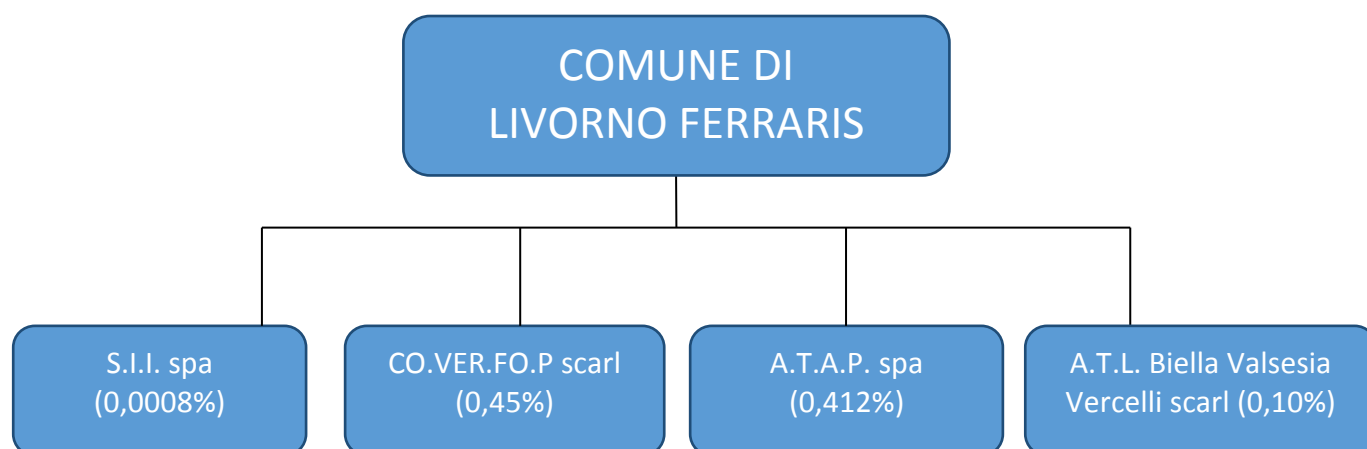 COMUNE DI
LIVORNO FERRARIS
S.I.I. spa
(0,0008%)
CO.VER.FO.P scarl
(0,45%)
A.T.A.P. spa
(0,412%)
A.T.L. Biella Valsesia
Vercelli scarl (0,10%)